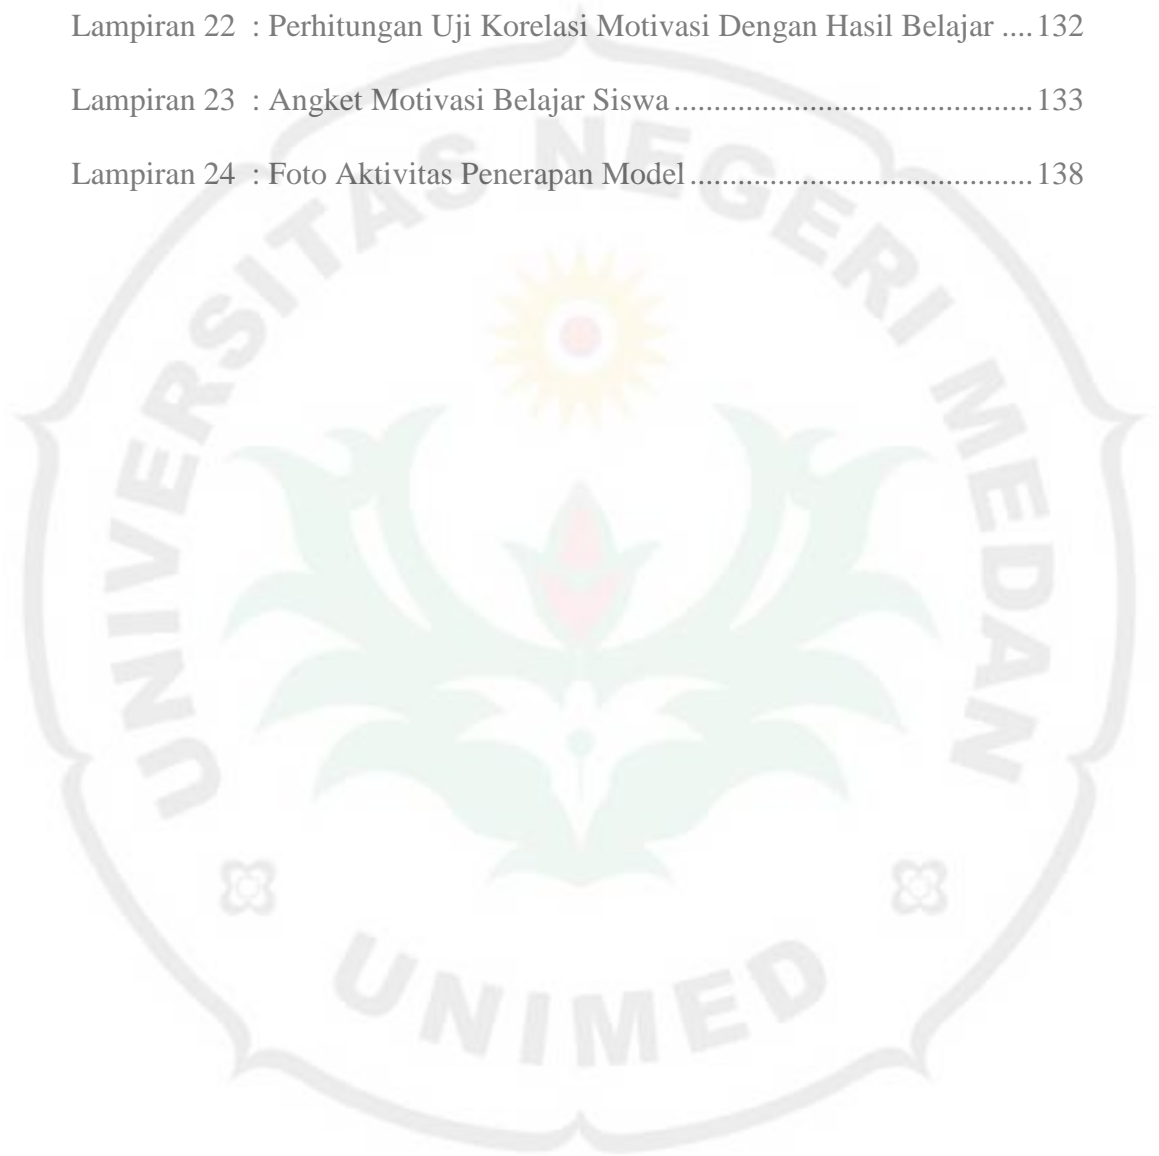 Lampiran 22 : Perhitungan Uji Korelasi Motivasi Dengan Hasil Belajar ....132
Lampiran 23 : Angket Motivasi Belajar Siswa ......................................133
Lampiran 24 : Foto Aktivitas Penerapan Model ....................................138
UNIVERSITAS NEGERI MEDAN
UNIMED